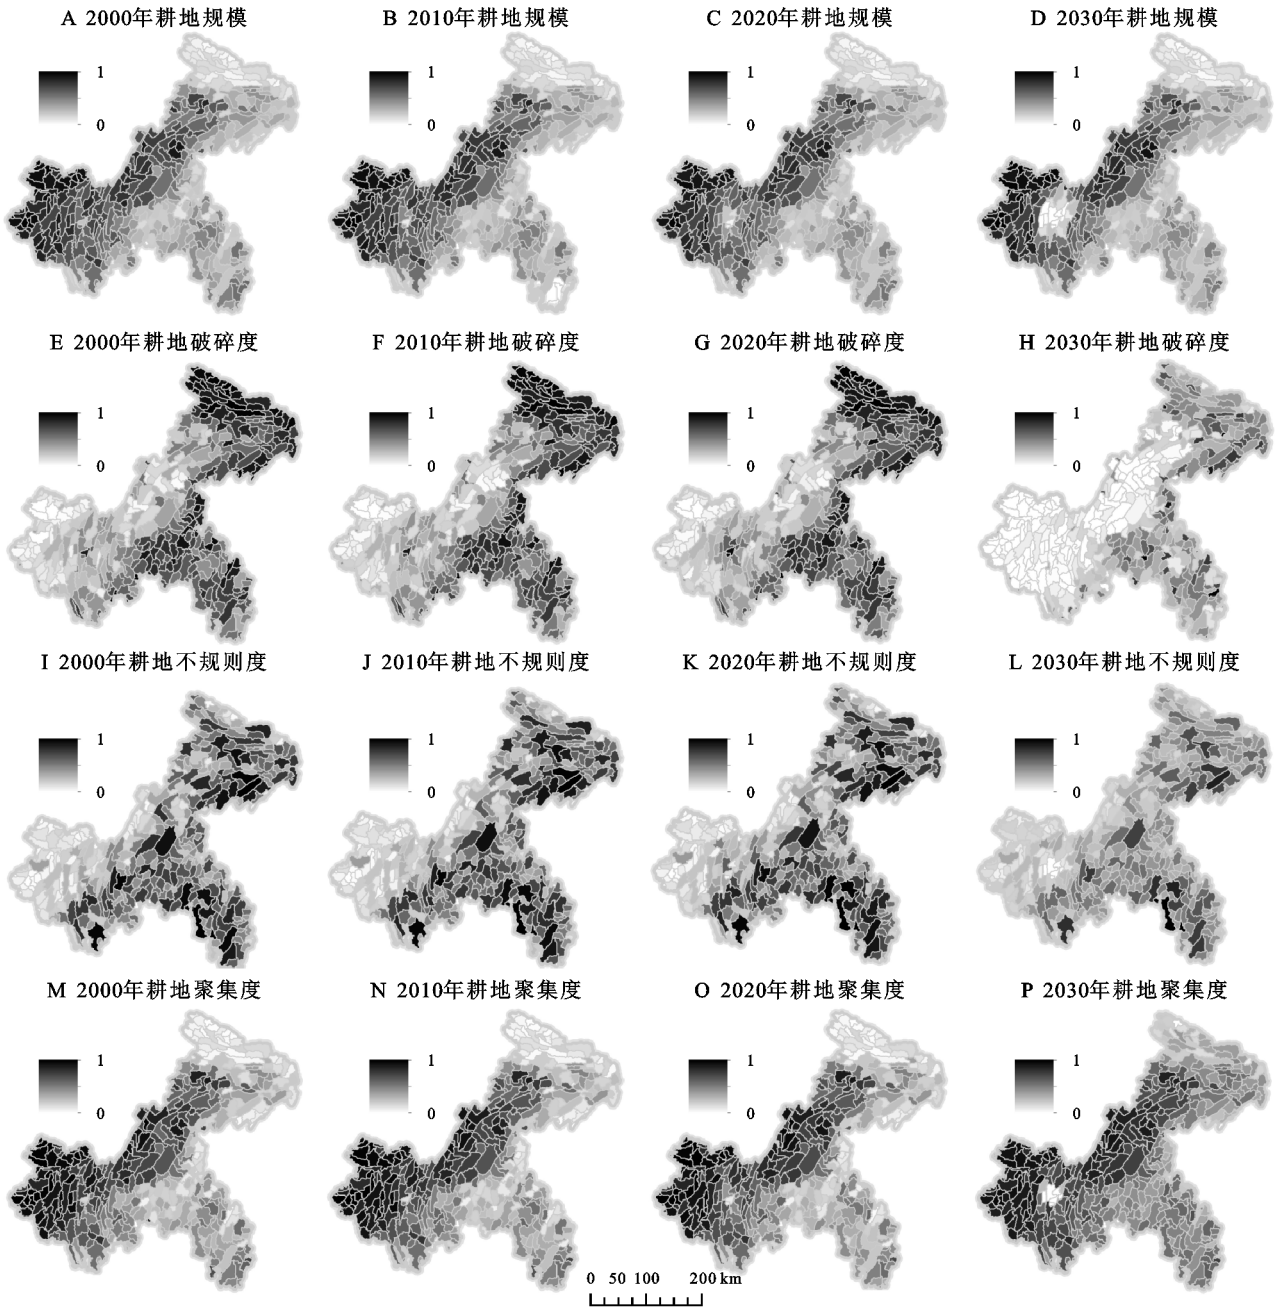 A 2000年耕地规模 B 2010年耕地规模 C 2020年耕地规模 D 2030年耕地规模
1 1 1 1
0 0 0 0
E 2000年耕地破碎度 F 2010年耕地破碎度 G 2020年耕地破碎度 H 2030年耕地破碎度
1 1 1 1
0 0 0 0
I 2000年耕地不规则度 J 2010年耕地不规则度 K 2020年耕地不规则度 L 2030年耕地不规则度
1 1 1 1
0 0 0 0
M 2000年耕地聚集度 N 2010年耕地聚集度 O 2020年耕地聚集度 P 2030年耕地聚集度
1 1 1 1
0 0 0 0
0 50 100 200 km